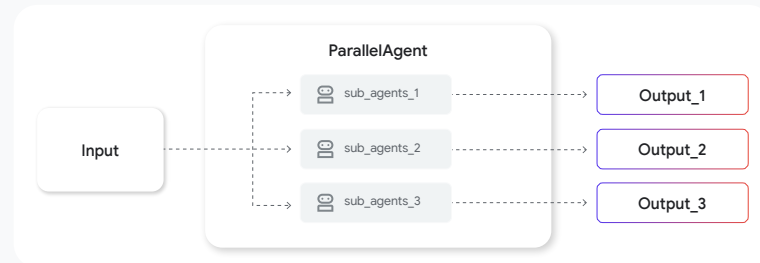 ParallelAgent
Input
sub_agents_1
sub_agents_2
sub_agents_3
Output_1
Output_2
Output_3